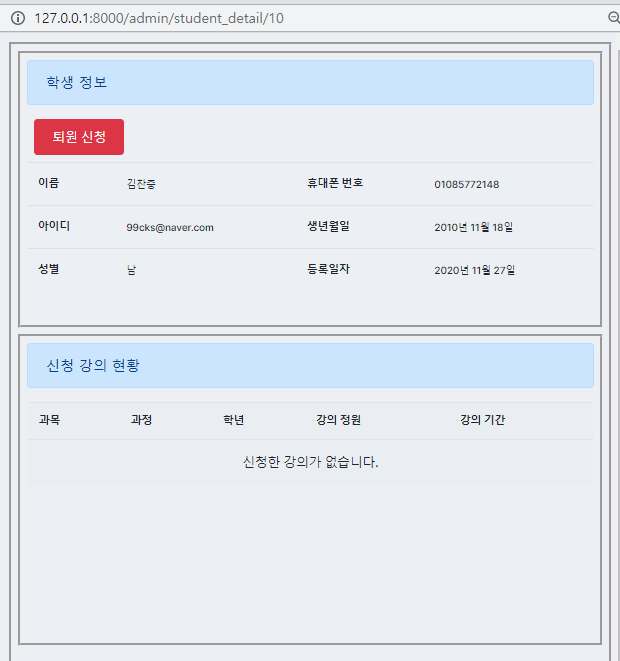 127.0.0.1:8000/admin/student_detail/10
학생 정보
퇴원 신청
이름 김찬중 휴대폰 번호 01085772148
아이디 99cks@naver.com 생년월일 2010년 11월 18일
성별 남 등록일자 2020년 11월 27일
신청 강의 현황
과목 과정 학년 강의 정원 강의 기간
신청한 강의가 없습니다.